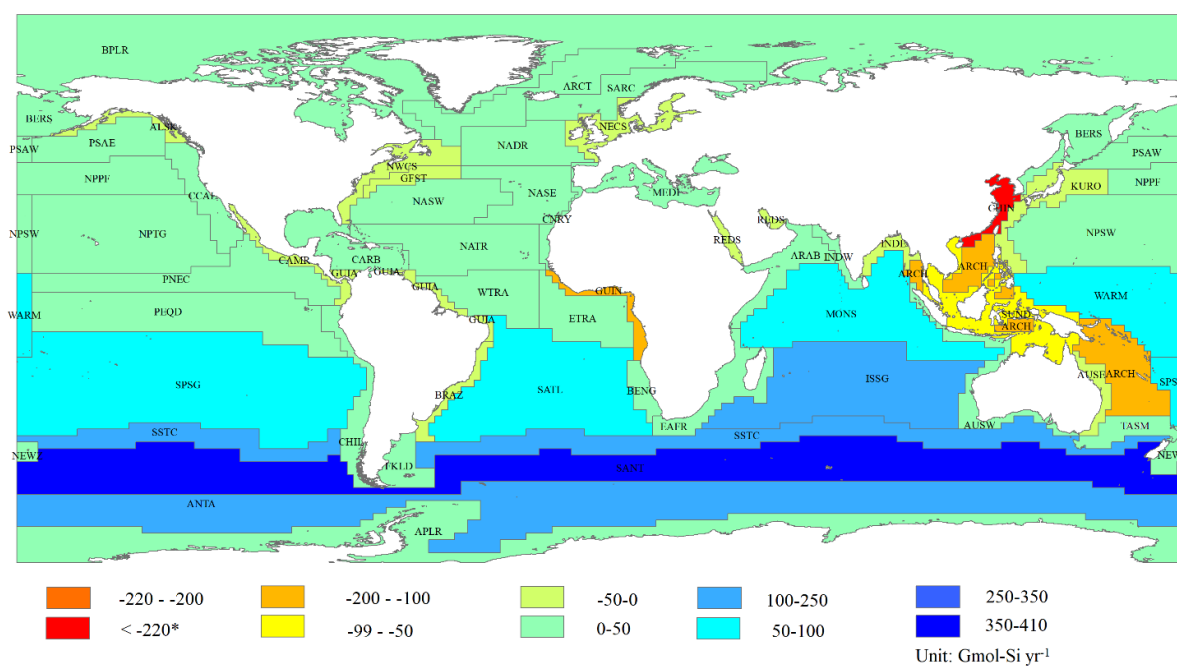 BPLR
ARCT
SARC
BERS
ALSK
NECS
BERS
PSAW
PSAE
NADR
PSAW
NWCS
NPPF
GFST
KURO
NPPF
CCAL
NASW
NASE
MEDI
CHIN
CNRY
REDS
NPSW
NPTG
NATR
REDS
NPSW
CAMR
CARB
ARAB
INDW
INDE
GUIA
GUIA
ARCH
ARCH
PNEC
GUIA
WTRA
GUIN
WARM
PEQD
GUIA
ETRA
MONS
SUND
WARM
ARCH
SPSG
SATL
BENG
ISSG
AUSE
ARCH
SPS
BRAZ
SSTC
CHIL
EAFR
SSTC
AUSW
TASM
NEWZ
FKLD
SANT
NEW
ANTA
APLR
-220 - -200
-200 - -100
-50-0
100-250
250-350
< -220*
-99 - -50
0-50
50-100
350-410
Unit: Gmol-Si yr-1